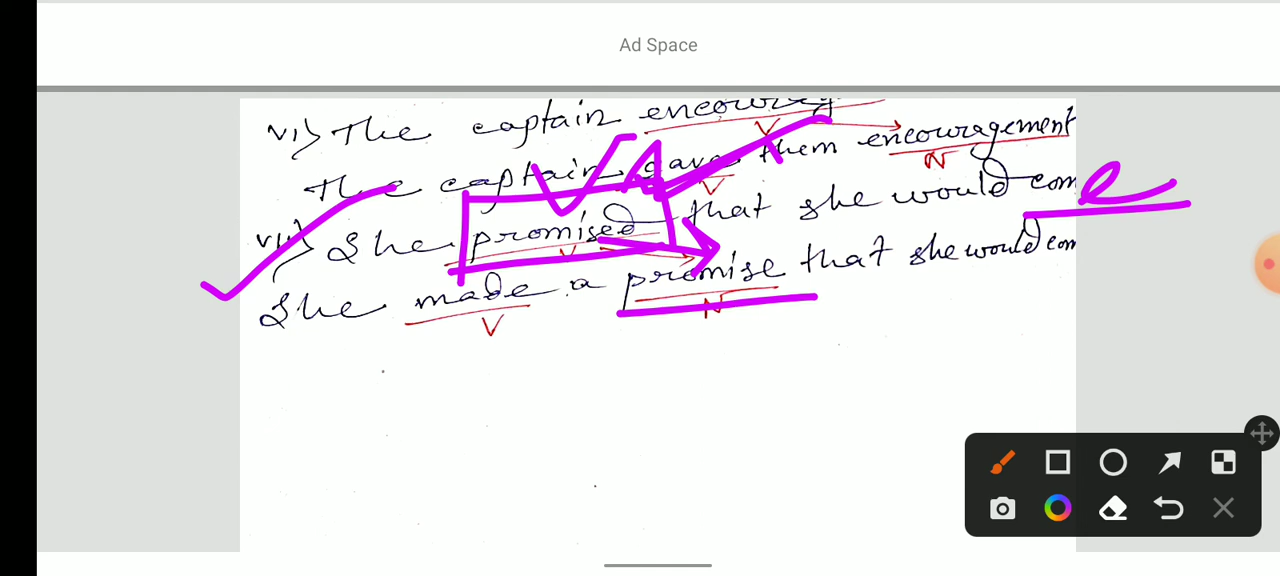 Ad Space
vi) The captain
The captain gave them encouragement
V
V
N
vii) She promised that she would come
V
She made a promise that she would com
V
N